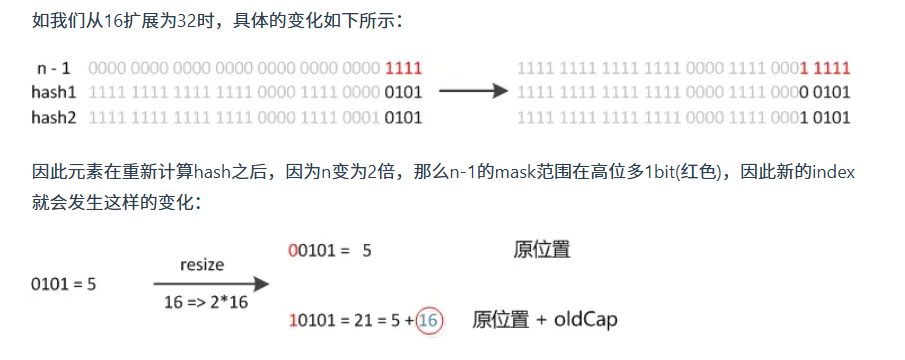 如我们从16扩展为32时，具体的变化如下所示：
n - 1 0000 0000 0000 0000 0000 0000 0000 1111 1111 1111 1111 1111 0000 1111 0001 1111
hash1 1111 1111 1111 1111 0000 1111 0000 0101 1111 1111 1111 1111 0000 1111 0000 0101
hash2 1111 1111 1111 1111 0000 1111 0001 0101 1111 1111 1111 1111 0000 1111 0001 0101
因此元素在重新计算hash之后，因为n变为2倍，那么n-1的mask范围在高位多1bit(红色)，因此新的index
就会发生这样的变化：
00101 = 5 原位置
resize
0101 = 5
16 => 2*16
10101 = 21 = 5 + 16 原位置 + oldCap